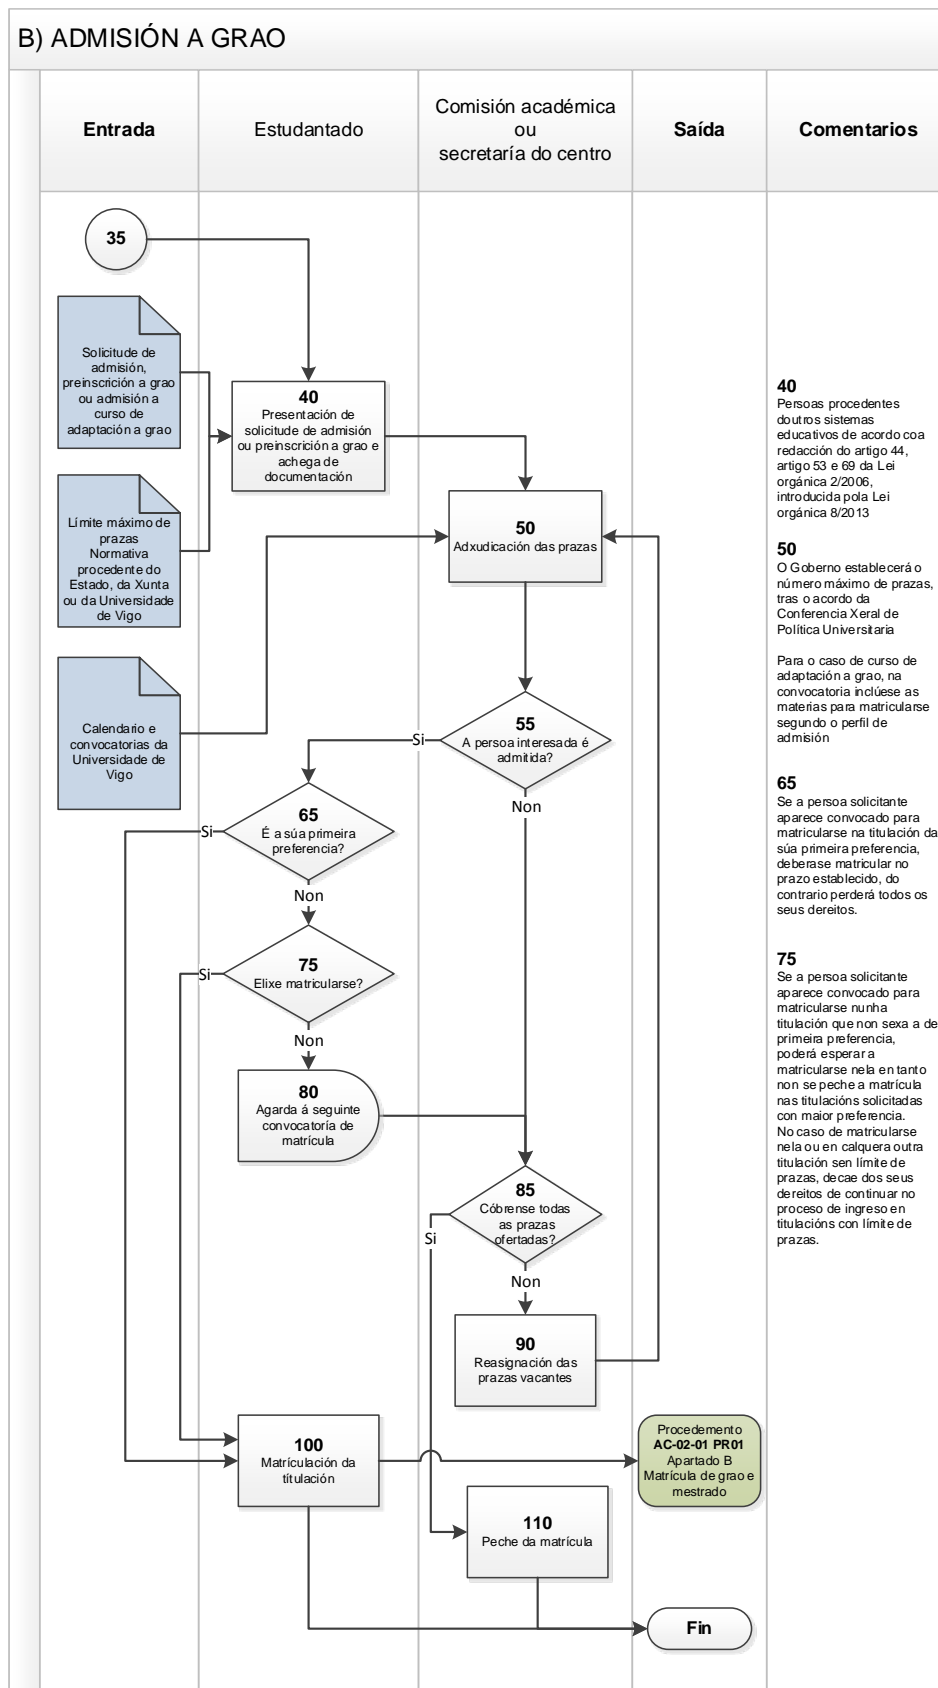 B) ADMISIÓN A GRAO
Entrada
Estudantado
Comisión académica
ou
secretaría do centro
Saída
Comentarios
35
Solicitude de
admisión,
preinscrición a grao
ou admisión a
curso de
adaptación a grao
Límite máximo de
prazas
Normativa
procedente do
Estado, da Xunta
ou da Universidade
de Vigo
Calendario e
convocatorias da
Universidade de
Vigo
40
Presentación de
solicitude de admisión
ou preinscrición a grao e
achega de
documentación
50
Adxudicación das prazas
55
A persoa interesada é
admitida?
Si
Non
65
É a súa primeira
preferencia?
Si
Non
75
Elixe matricularse?
Si
Non
80
Agarda á seguinte
convocatoría de
matrícula
85
Cóbrense todas
as prazas
ofertadas?
Si
Non
90
Reasignación das
prazas vacantes
100
Matrículación da
titulación
Procedemento
AC-02-01 PR01
Apartado B
Matrícula de grao e
mestrado
110
Peche da matrícula
Fin
40
Persoas procedentes
doutros sistemas
educativos de acordo coa
redacción do artigo 44,
artigo 53 e 69 da Lei
orgánica 2/2006,
introducida pola Lei
orgánica 8/2013
50
O Goberno establecerá o
número máximo de prazas,
tras o acordo da
Conferencia Xeral de
Política Universitaria
Para o caso de curso de
adaptación a grao, na
convocatoria inclúese as
materias para matricularse
segundo o perfil de
admisión
65
Se a persoa solicitante
aparece convocado para
matricularse na titulación da
súa primeira preferencia,
deberase matricular no
prazo establecido, do
contrario perderá todos os
seus dereitos.
75
Se a persoa solicitante
aparece convocado para
matricularse nunha
titulación que non sexa a de
primeira preferencia,
poderá esperar a
matricularse nela en tanto
non se peche a matrícula
nas titulacións solicitadas
con maior preferencia.
No caso de matricularse
nela ou en calquera outra
titulación sen límite de
prazas, decae dos seus
dereitos de continuar no
proceso de ingreso en
titulacións con límite de
prazas.